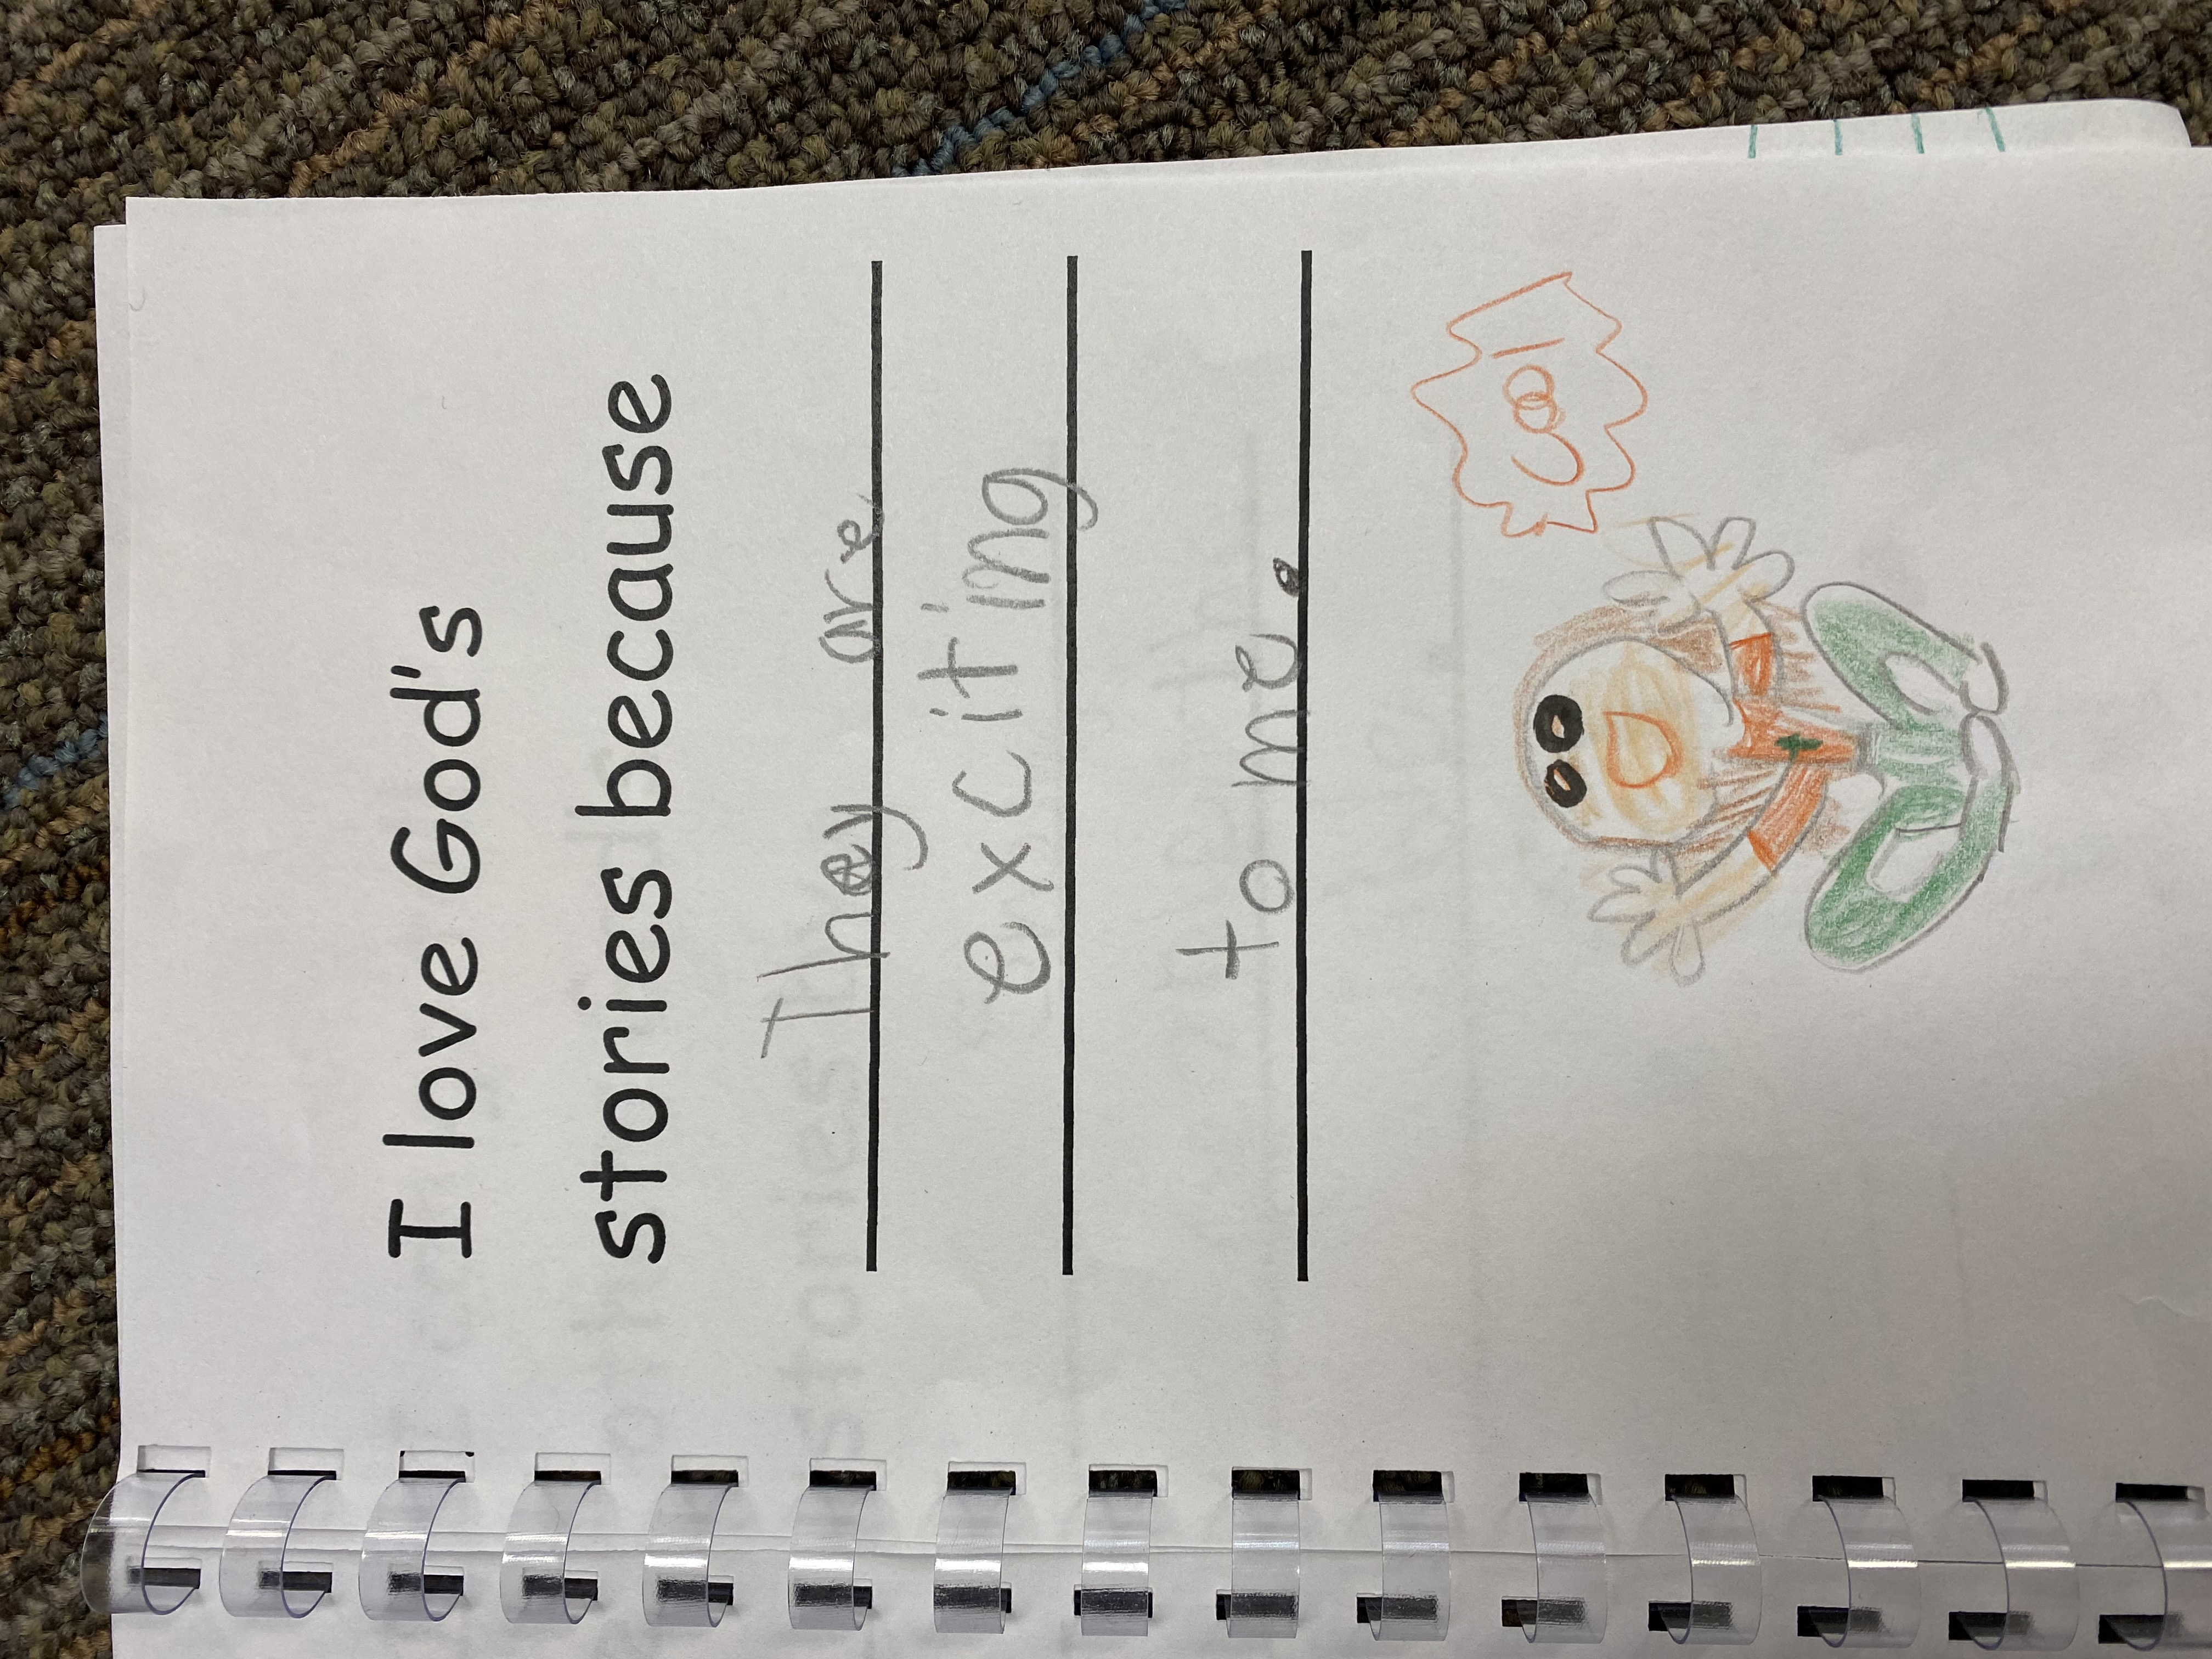 I love God's
stories because
They are
exciting
to me.
Cool